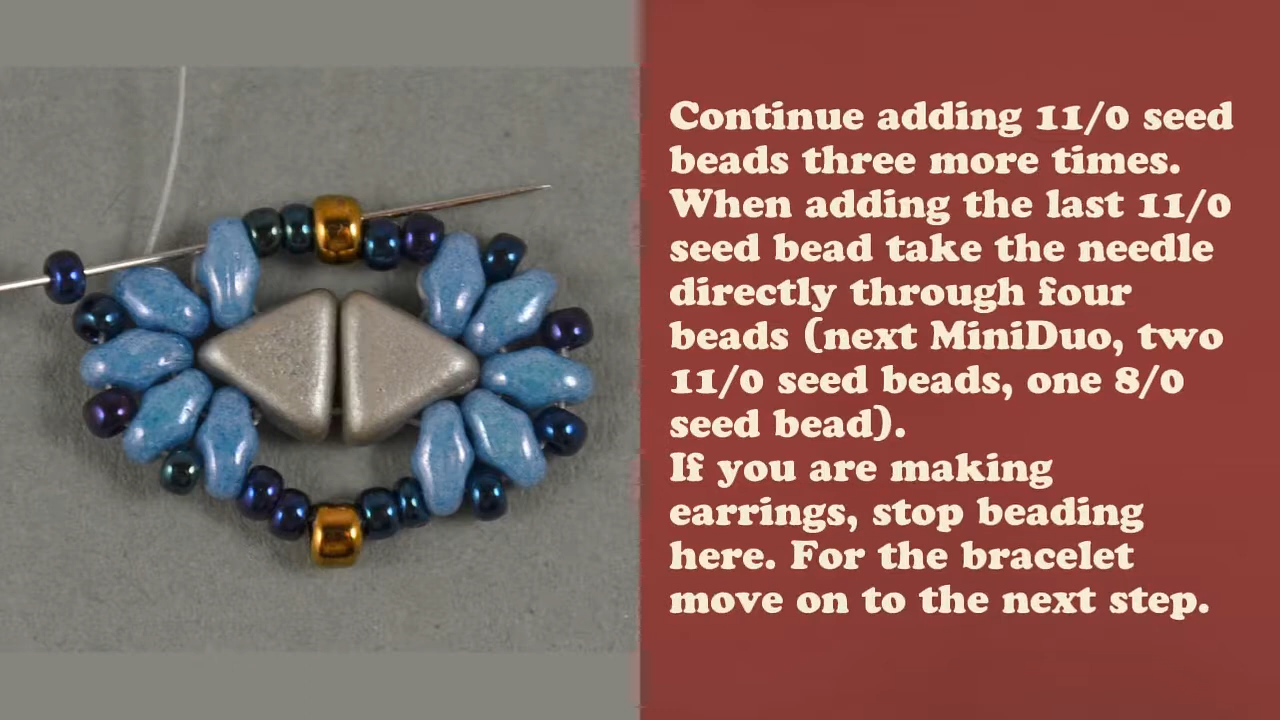 Continue adding 11/0 seed
beads three more times.
When adding the last 11/0
seed bead take the needle
directly through four
beads (next MiniDuo, two
11/0 seed beads, one 8/0
seed bead).
If you are making
earrings, stop beading
here. For the bracelet
move on to the next step.